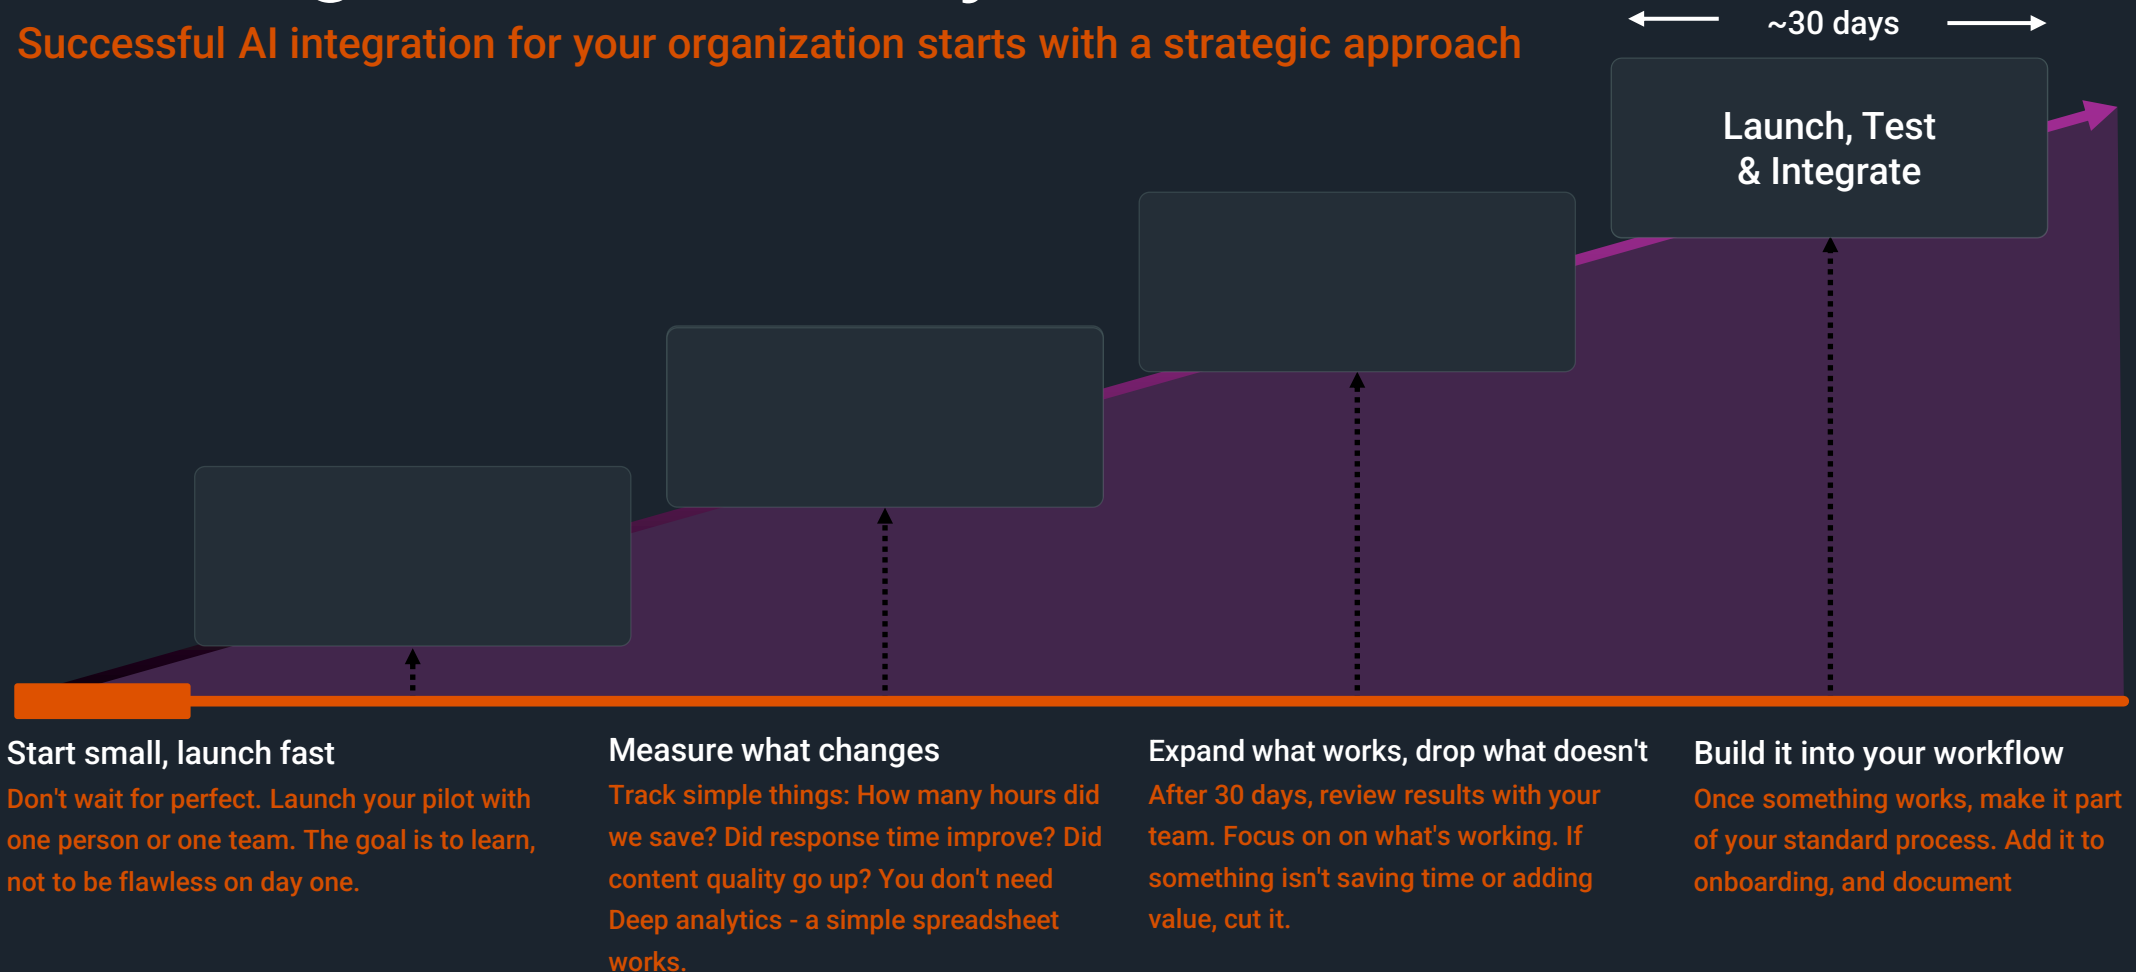 Successful AI integration for your organization starts with a strategic approach
~30 days
Launch, Test
& Integrate
Start small, launch fast
Don't wait for perfect. Launch your pilot with
one person or one team. The goal is to learn,
not to be flawless on day one.
Measure what changes
Track simple things: How many hours did
we save? Did response time improve? Did
content quality go up? You don't need
Deep analytics - a simple spreadsheet
works.
Expand what works, drop what doesn't
After 30 days, review results with your
team. Focus on on what's working. If
something isn't saving time or adding
value, cut it.
Build it into your workflow
Once something works, make it part
of your standard process. Add it to
onboarding, and document